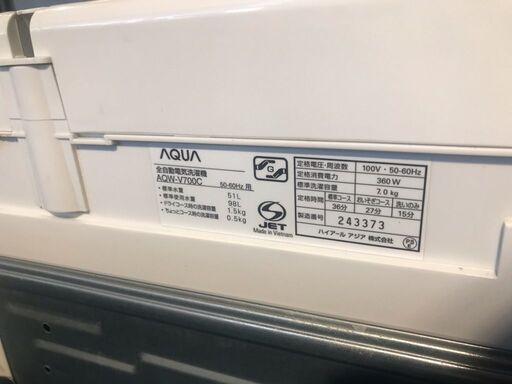 AQUA
全自動電気洗濯機
AQW-V700C
50-60Hz 用
・標準水量 51L
・標準使用水量 98L
・ドライコース時の洗濯容量 1.5kg
・ちょっとコース時の洗濯容量 0.5kg
JET
Made in Vietnam
定格電圧・周波数 100V・50-60Hz
定格消費電力 360W
標準洗濯容量 7.0kg
定格時間 標準コース おいそぎコース 洗いのみ
36分 27分 15分
製造番号 243373
ハイアール アジア 株式会社
PS
E